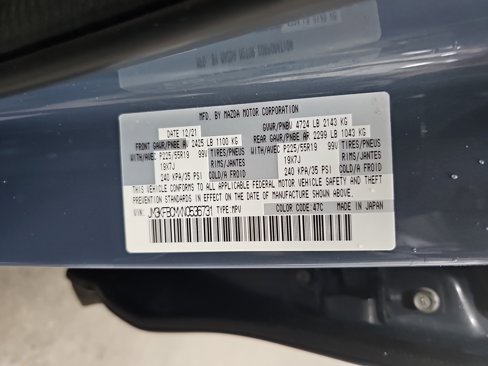 MFD. BY MAZDA MOTOR CORPORATION
DATE 12/21 GVWR/PNBV 4724 LB 2143 KG
FRONT GAWR/PNBE AV 2425 LB 1100 KG REAR GAWR/PNBE AR 2299 LB 1043 KG
WITH/AVEC P225/55R19 99V TIRES/PNEUS WITH/AVEC P225/55R19 99V TIRES/PNEUS
19X7J RIMS/JANTES 19X7J RIMS/JANTES
240 KPA/35 PSI COLD/A FROID 240 KPA/35 PSI COLD/A FROID
THIS VEHICLE CONFORMS TO ALL APPLICABLE FEDERAL MOTOR VEHICLE SAFETY AND THEFT
PREVENTION STANDARDS IN EFFECT ON THE DATE OF MANUFACTURE SHOWN ABOVE.
VIN: TYPE:MPV COLOR CODE:47C MADE IN JAPAN